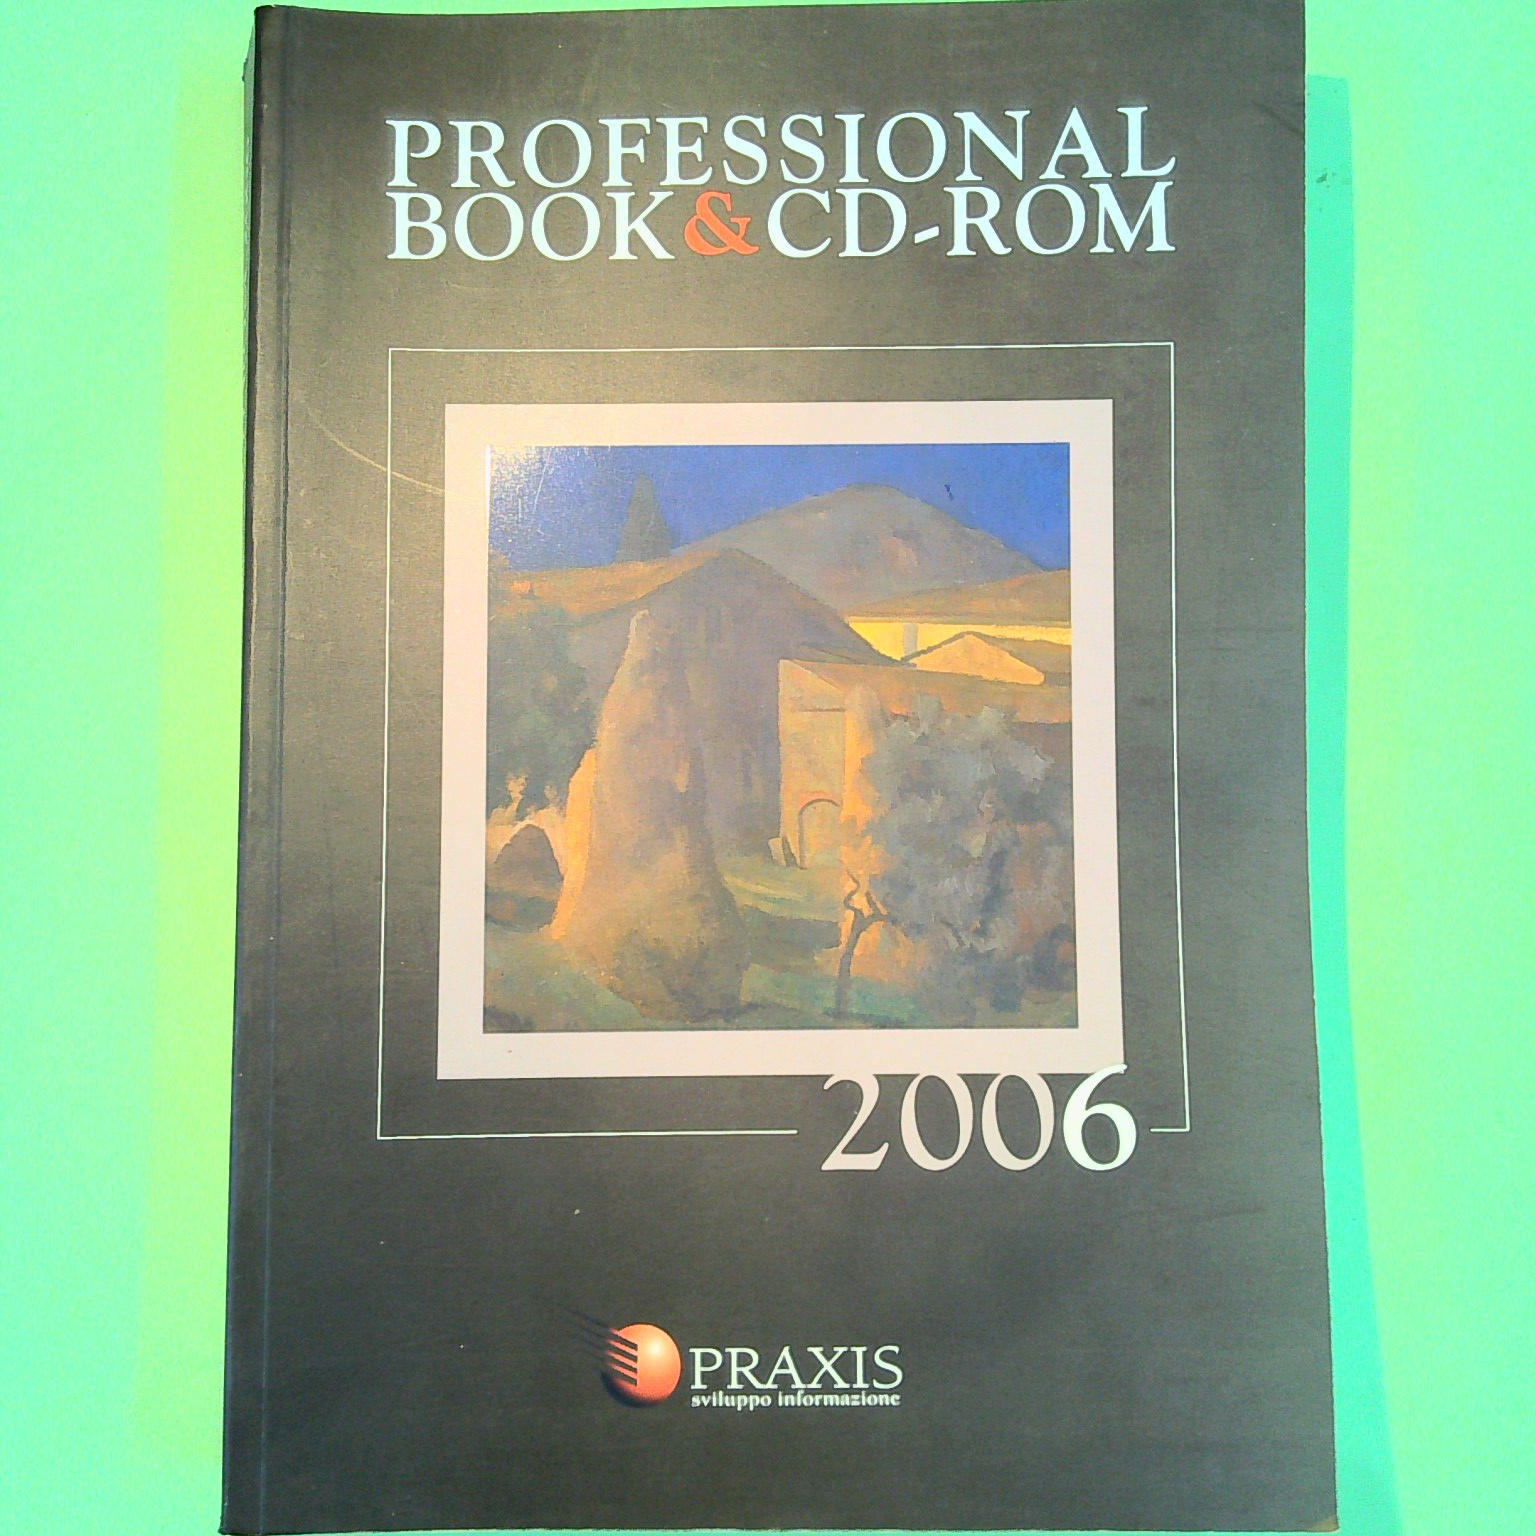 PROFESSIONAL
BOOK & CD-ROM
2006
PRAXIS
sviluppo informazione